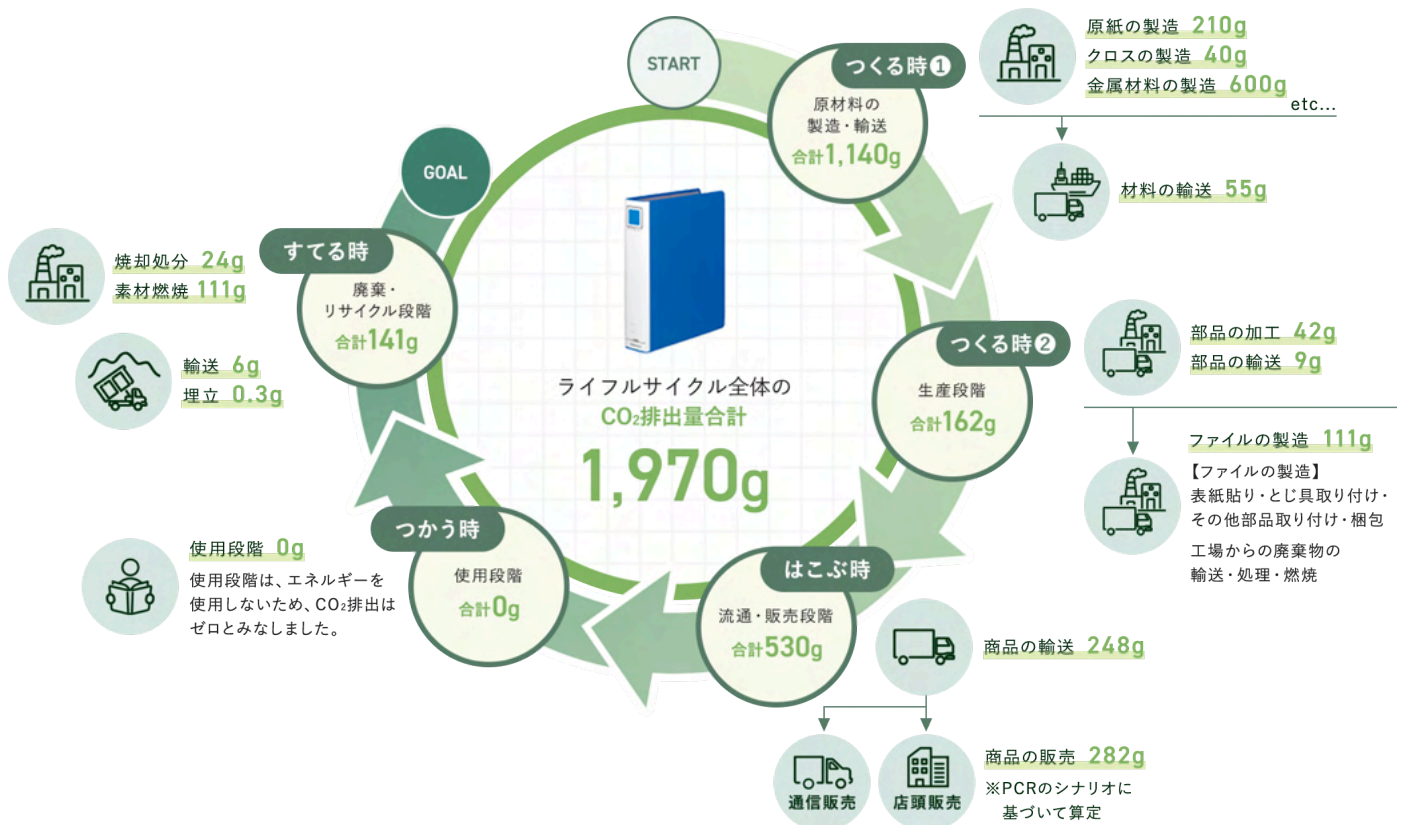 START
つくる時❶
原材料の
製造・輸送
合計1,140g
原紙の製造 210g
クロスの製造 40g
金属材料の製造 600g
etc...
材料の輸送 55g
つくる時❷
生産段階
合計162g
部品の加工 42g
部品の輸送 9g
ファイルの製造 111g
【ファイルの製造】
表紙貼り・とじ具取り付け・
その他部品取り付け・梱包
工場からの廃棄物の
輸送・処理・燃焼
はこぶ時
流通・販売段階
合計530g
商品の輸送 248g
通信販売
店頭販売
商品の販売 282g
※PCRのシナリオに
基づいて算定
つかう時
使用段階
合計0g
使用段階 0g
使用段階は、エネルギーを
使用しないため、CO₂排出は
ゼロとみなしました。
すてる時
廃棄・
リサイクル段階
合計141g
焼却処分 24g
素材燃焼 111g
輸送 6g
埋立 0.3g
GOAL
ライフルサイクル全体の
CO₂排出量合計
1,970g